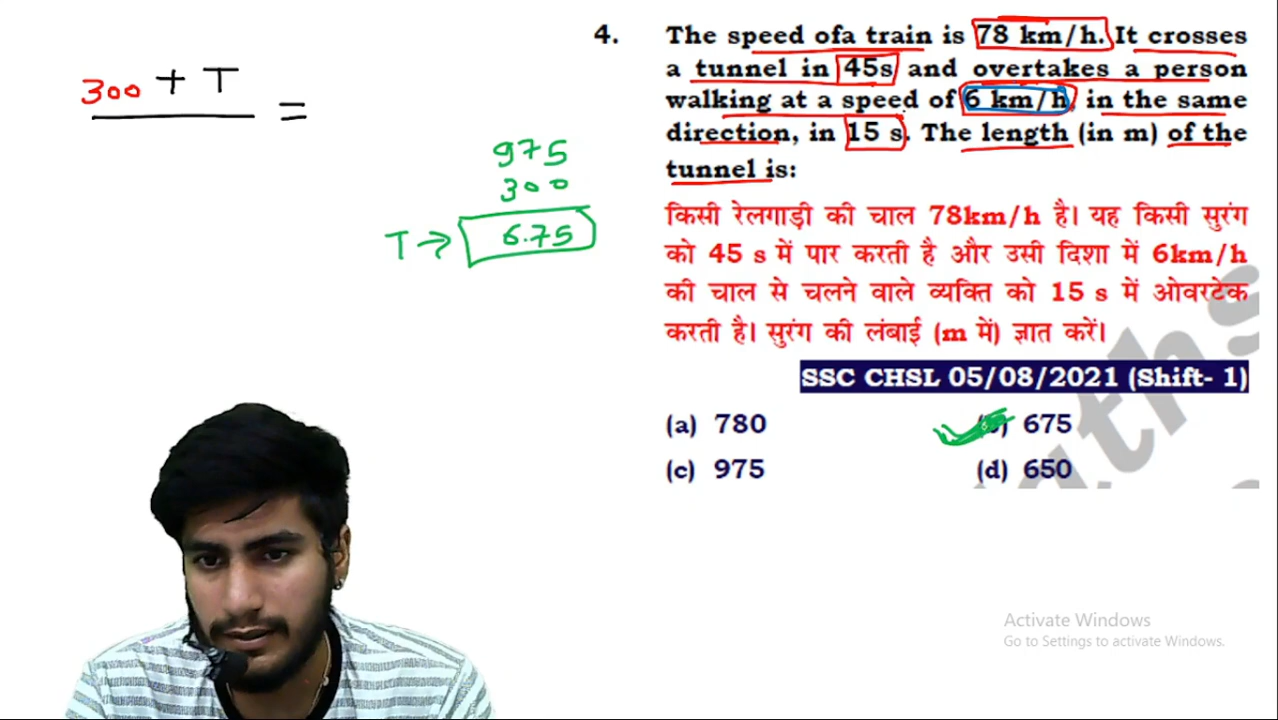 300 + T =
975
300
T → 6.75
4. The speed ofa train is 78 km/h. It crosses
a tunnel in 45s and overtakes a person
walking at a speed of 6 km/h, in the same
direction, in 15 s. The length (in m) of the
tunnel is:
किसी रेलगाड़ी की चाल 78km/h है। यह किसी सुरंग
को 45 s में पार करती है और उसी दिशा में 6km/h
की चाल से चलने वाले व्यक्ति को 15 s में ओवरटेक
करती है। सुरंग की लंबाई (m में) ज्ञात करें।
SSC CHSL 05/08/2021 (Shift- 1)
(a) 780 675
(c) 975 (d) 650
Activate Windows
Go to Settings to activate Windows.